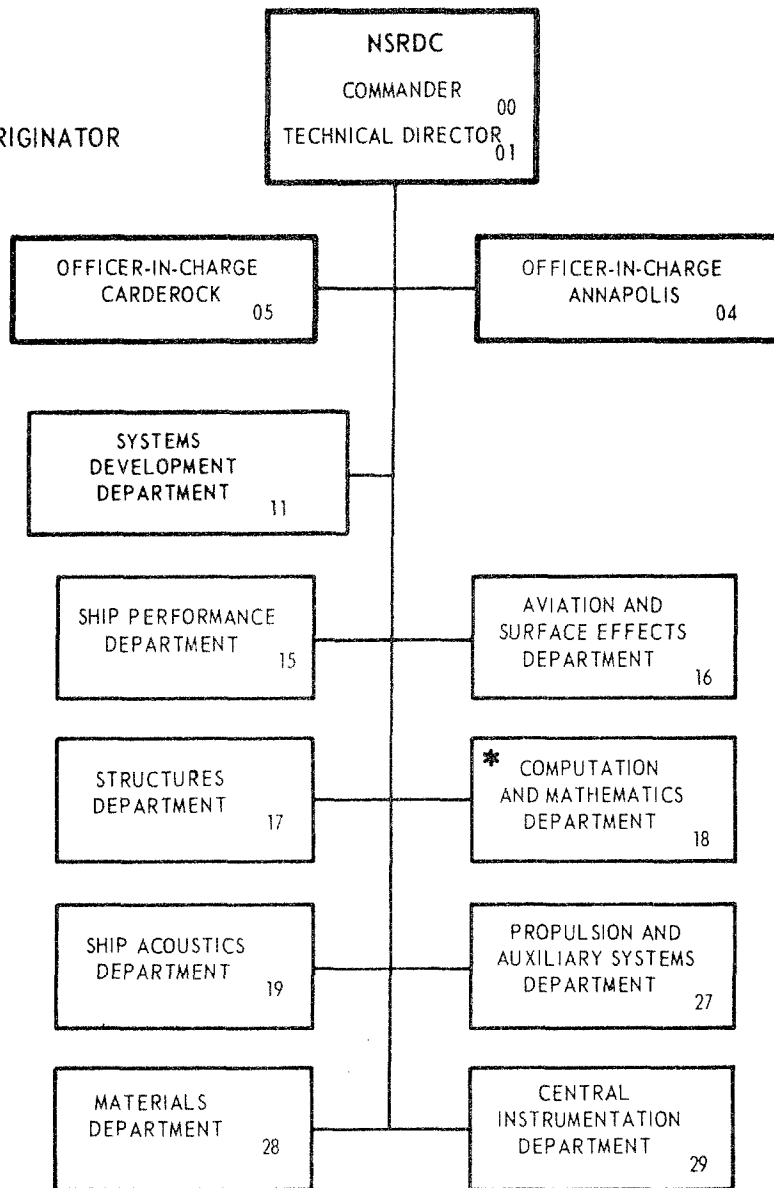 NSRDC
COMMANDER
00
TECHNICAL DIRECTOR
01
RIGINATOR
OFFICER-IN-CHARGE
CARDEROCK
05
OFFICER-IN-CHARGE
ANNAPOLIS
04
SYSTEMS
DEVELOPMENT
DEPARTMENT
11
SHIP PERFORMANCE
DEPARTMENT
15
AVIATION AND
SURFACE EFFECTS
DEPARTMENT
16
STRUCTURES
DEPARTMENT
17
* COMPUTATION
AND MATHEMATICS
DEPARTMENT
18
SHIP ACOUSTICS
DEPARTMENT
19
PROPULSION AND
AUXILIARY SYSTEMS
DEPARTMENT
27
MATERIALS
DEPARTMENT
28
CENTRAL
INSTRUMENTATION
DEPARTMENT
29